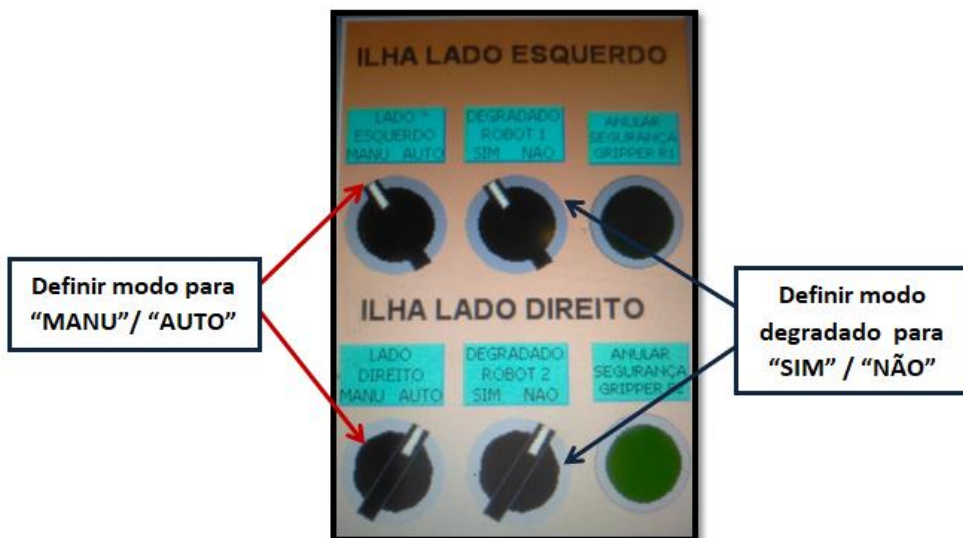 ILHA LADO ESQUERDO
LADO
ESQUERDO
MANU AUTO
DEGRADADO
ROBOT 1
SIM NAO
ANULAR
SEGURANÇA
GRIPPER R1
Definir modo para
“MANU”/ “AUTO”
Definir modo
degradado para
“SIM” / “NÃO”
ILHA LADO DIREITO
LADO
DIREITO
MANU AUTO
DEGRADADO
ROBOT 2
SIM NAO
ANULAR
SEGURANÇA
GRIPPER